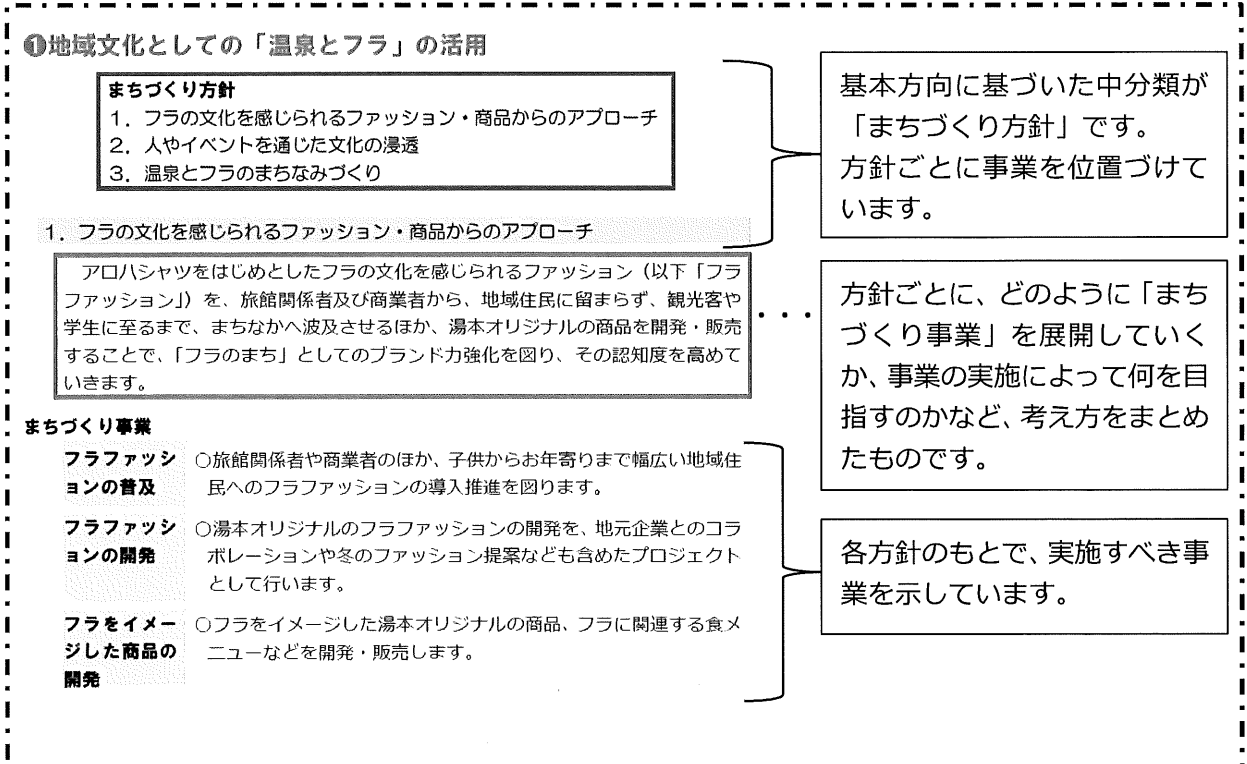 ❶地域文化としての「温泉とフラ」の活用
まちづくり方針
1．フラの文化を感じられるファッション・商品からのアプローチ
2．人やイベントを通じた文化の浸透
3．温泉とフラのまちなみづくり
基本方向に基づいた中分類が
「まちづくり方針」です。
方針ごとに事業を位置づけて
います。
1．フラの文化を感じられるファッション・商品からのアプローチ
アロハシャツをはじめとしたフラの文化を感じられるファッション（以下「フラ
ファッション」）を、旅館関係者及び商業者から、地域住民に留まらず、観光客や
学生に至るまで、まちなかへ波及させるほか、湯本オリジナルの商品を開発・販売
することで、「フラのまち」としてのブランド力強化を図り、その認知度を高めて
いきます。
・・・
方針ごとに、どのように「まち
づくり事業」を展開していく
か、事業の実施によって何を目
指すのかなど、考え方をまとめ
たものです。
まちづくり事業
フラファッシ
ョンの普及
○旅館関係者や商業者のほか、子供からお年寄りまで幅広い地域住
民へのフラファッションの導入推進を図ります。
フラファッシ
ョンの開発
○湯本オリジナルのフラファッションの開発を、地元企業とのコラ
ボレーションや冬のファッション提案なども含めたプロジェクト
として行います。
フラをイメー
ジした商品の
開発
○フラをイメージした湯本オリジナルの商品、フラに関連する食メ
ニューなどを開発・販売します。
各方針のもとで、実施すべき事
業を示しています。